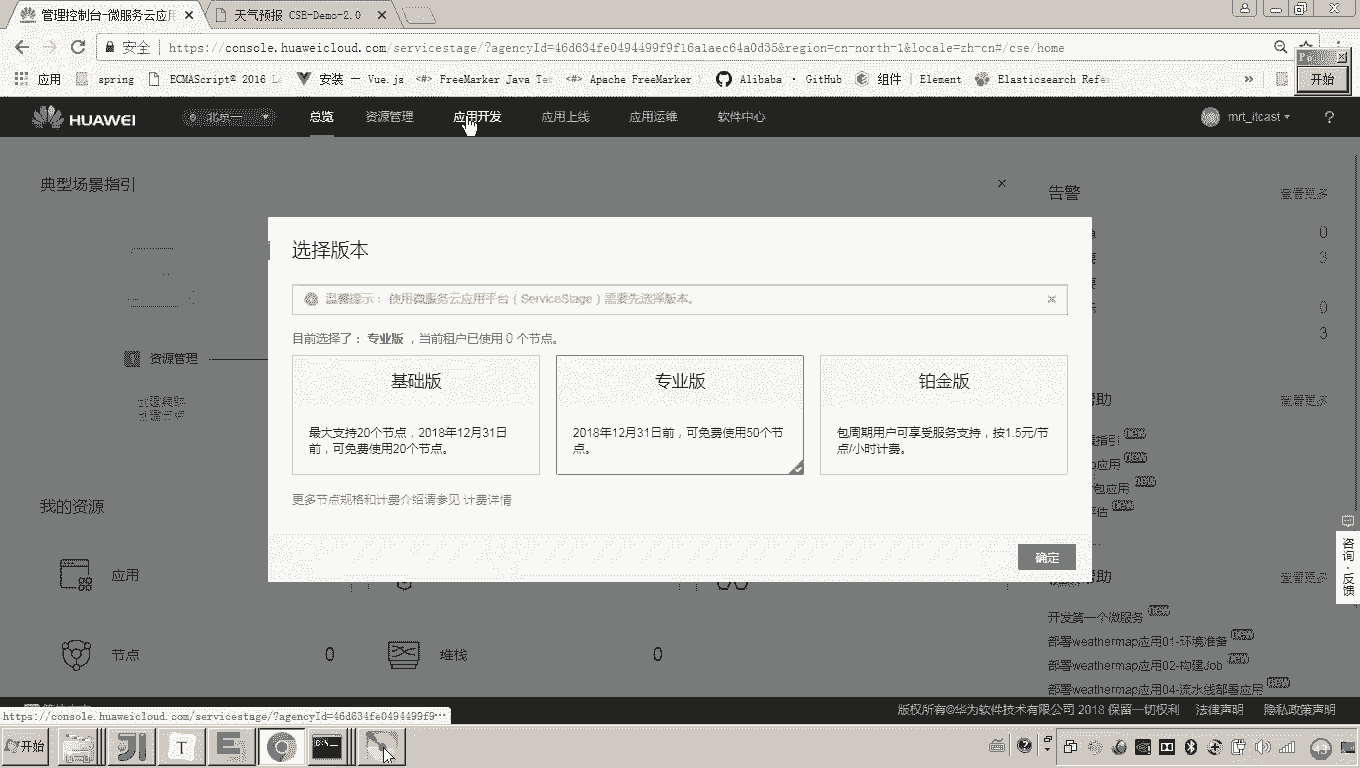 管理控制台-微服务云应用
天气预报 CSE-Demo-2.0
安全
https://console.huaweicloud.com/servicestage/?agencyId=46d634fe0494499f9f16a1aec64a0d35&region=cn-north-1&locale=zh-cn#/cse/home
应用 spring ECMAScript® 2016 La 安装 — Vue.js FreeMarker Java Te Apache FreeMarker Alibaba · GitHub 组件 | Element Elasticsearch Refe »
开始
HUAWEI 北京一 总览 资源管理 应用开发 应用上线 应用运维 软件中心 mrt_itcast ?
典型场景指引
告警 查看更多
0
3
0
3
选择版本
温馨提示： 使用微服务云应用平台（ServiceStage）需要先选择版本。
目前选择了： 专业版 ，当前租户已使用 0 个节点。
基础版
最大支持20个节点，2018年12月31日
前，可免费使用20个节点。
专业版
2018年12月31日前，可免费使用50个节
点。
铂金版
包周期用户可享受服务支持，按1.5元/节
点/小时计费。
更多节点规格和计费介绍请参见 计费详情
确定
1 资源管理
查看更多
new
new
包应用 new
new
咨询·反馈
我的资源
应用
节点 0
堆栈 0
查看更多
开发第一个微服务 new
部署weathermap应用01-环境准备 new
部署weathermap应用02-构建Job new
部署weathermap应用04-流水线部署应用 new
版权所有©华为软件技术有限公司 2018 保留一切权利 法律声明 隐私政策声明
https://console.huaweicloud.com/servicestage/?agencyId=46d634fe0494499f9…
开始
43